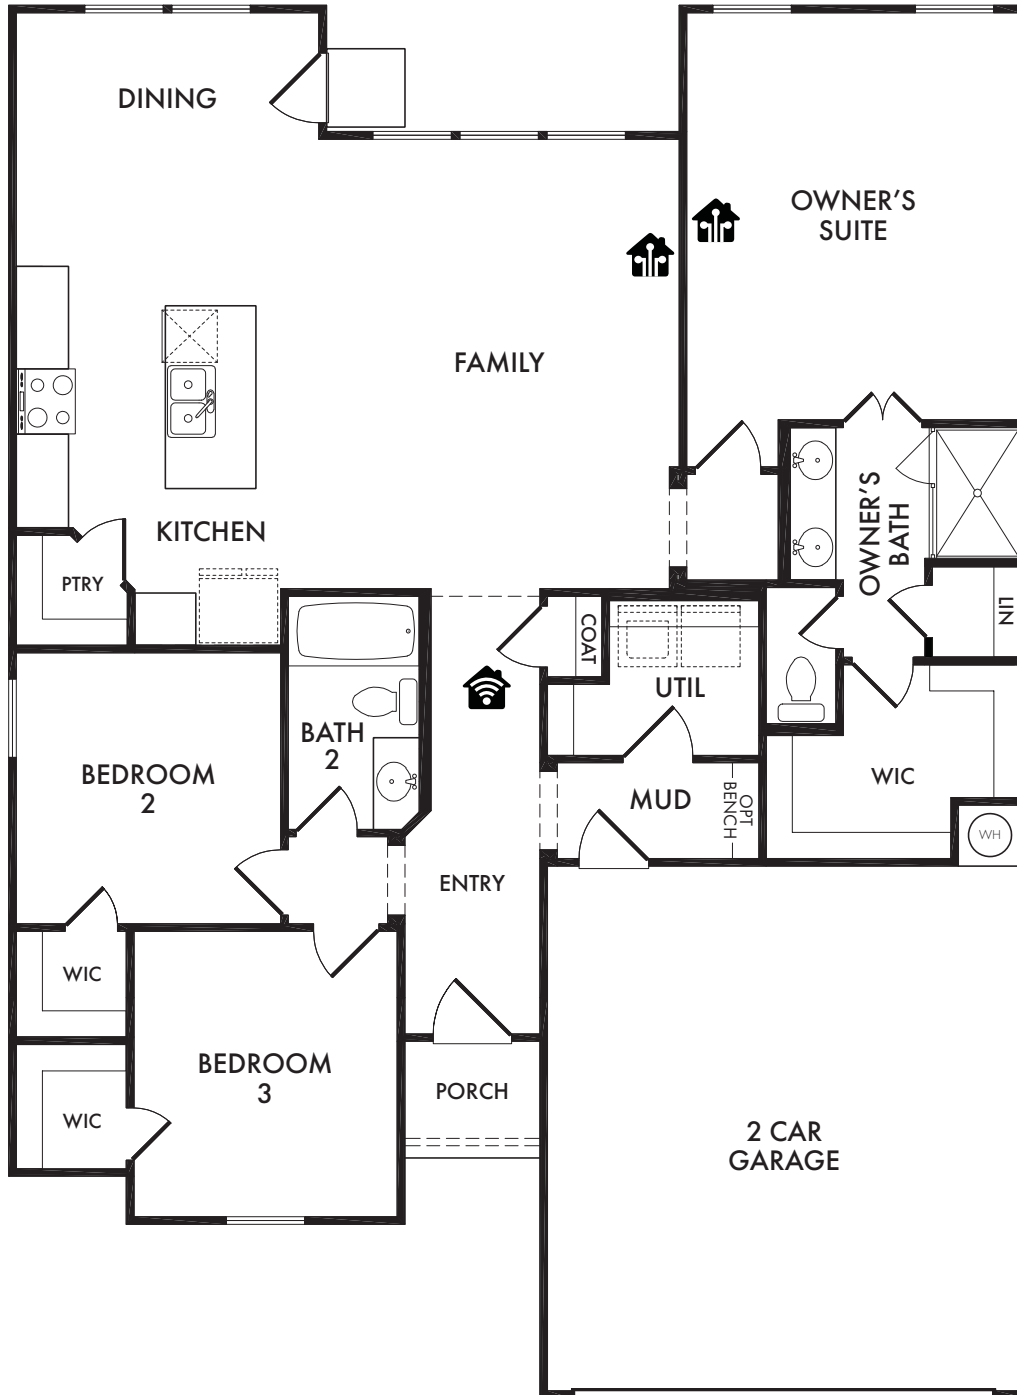 DINING
OWNER'S
SUITE
FAMILY
KITCHEN
OWNER'S
BATH
PTRY
COAT
LIN
UTIL
BATH
2
BEDROOM
2
WIC
MUD
OPT
BENCH
WH
ENTRY
WIC
BEDROOM
3
PORCH
WIC
2 CAR
GARAGE